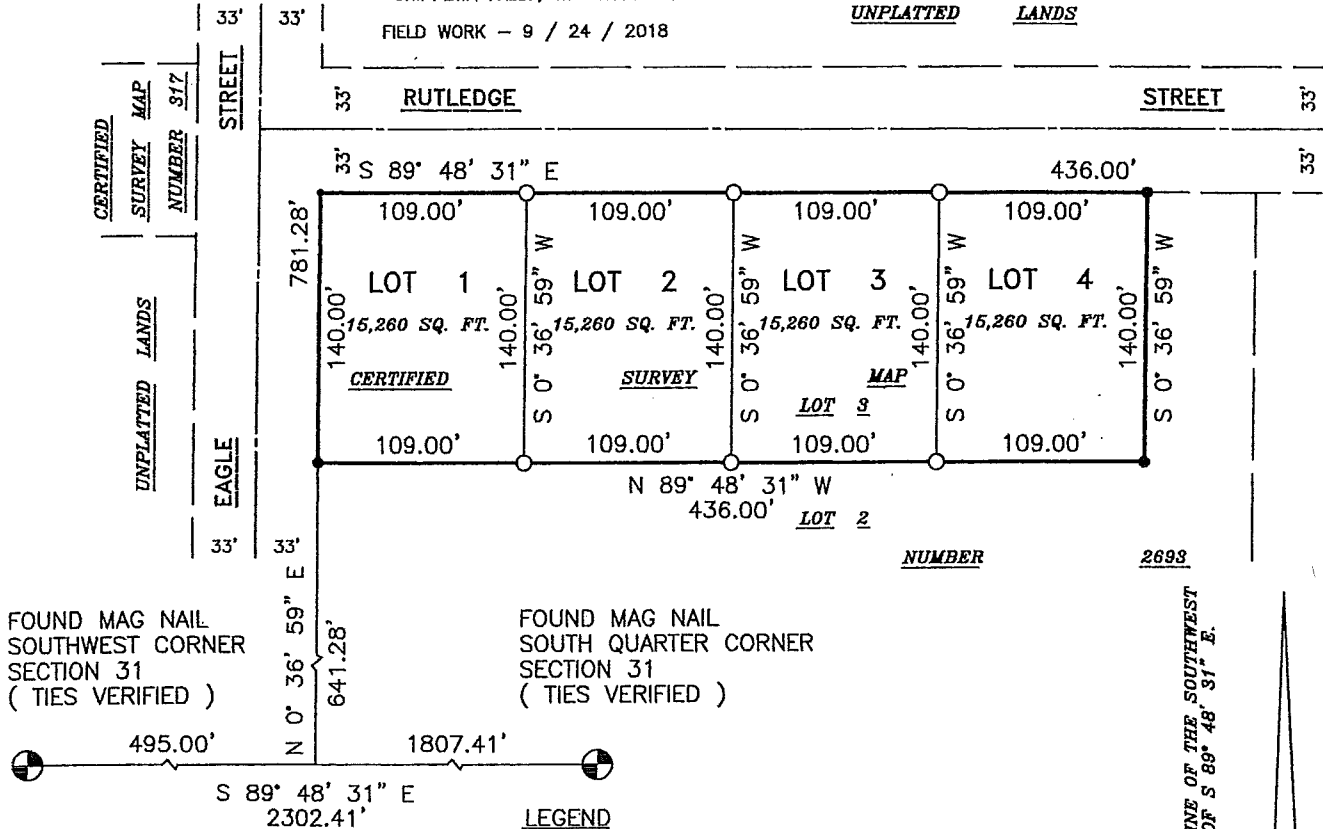 33' 33'
FIELD WORK – 9 / 24 / 2018
UNPLATTED LANDS
CERTIFIED
SURVEY MAP
NUMBER 317
STREET
33' RUTLEDGE STREET 33'
33' S 89° 48' 31" E 436.00' 33'
109.00' 109.00' 109.00' 109.00'
781.28'
LOT 1 LOT 2 LOT 3 LOT 4
15,260 SQ. FT. 15,260 SQ. FT. 15,260 SQ. FT. 15,260 SQ. FT.
140.00' 140.00' 140.00' 140.00' 140.00'
S 0° 36' 59" W S 0° 36' 59" W S 0° 36' 59" W S 0° 36' 59" W
CERTIFIED SURVEY MAP
LOT 3
109.00' 109.00' 109.00' 109.00'
UNPLATTED LANDS
EAGLE
N 89° 48' 31" W
436.00' LOT 2
33' 33'
NUMBER 2693
N 0° 36' 59" E
641.28'
FOUND MAG NAIL
SOUTHWEST CORNER
SECTION 31
( TIES VERIFIED )
FOUND MAG NAIL
SOUTH QUARTER CORNER
SECTION 31
( TIES VERIFIED )
495.00' 1807.41'
S 89° 48' 31" E
2302.41'
LEGEND
OF THE SOUTHWEST
OF S 89° 48' 31" E.